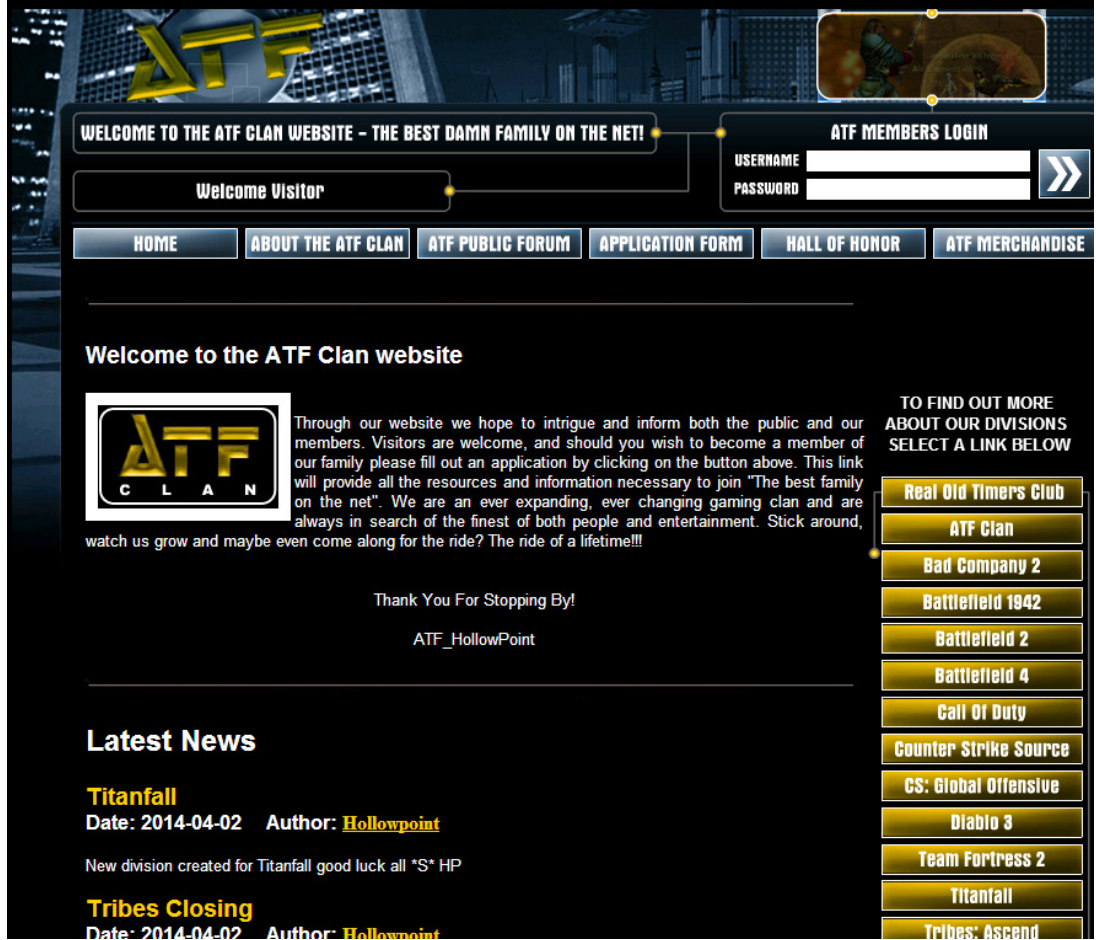 ATF
WELCOME TO THE ATF CLAN WEBSITE - THE BEST DAMN FAMILY ON THE NET!
Welcome Visitor
ATF MEMBERS LOGIN
USERNAME
PASSWORD
HOME
ABOUT THE ATF CLAN
ATF PUBLIC FORUM
APPLICATION FORM
HALL OF HONOR
ATF MERCHANDISE
Welcome to the ATF Clan website
ATF
CLAN
Through our website we hope to intrigue and inform both the public and our
members. Visitors are welcome, and should you wish to become a member of
our family please fill out an application by clicking on the button above. This link
will provide all the resources and information necessary to join "The best family
on the net". We are an ever expanding, ever changing gaming clan and are
always in search of the finest of both people and entertainment. Stick around,
watch us grow and maybe even come along for the ride? The ride of a lifetime!!!
Thank You For Stopping By!
ATF_HollowPoint
Latest News
Titanfall
Date: 2014-04-02 Author: Hollowpoint
New division created for Titanfall good luck all *S* HP
Tribes Closing
Date: 2014-04-02 Author: Hollowpoint
TO FIND OUT MORE
ABOUT OUR DIVISIONS
SELECT A LINK BELOW
Real Old Timers Club
ATF Clan
Bad Company 2
Battlefield 1942
Battlefield 2
Battlefield 4
Call Of Duty
Counter Strike Source
CS: Global Offensive
Diablo 3
Team Fortress 2
Titanfall
Tribes: Ascend